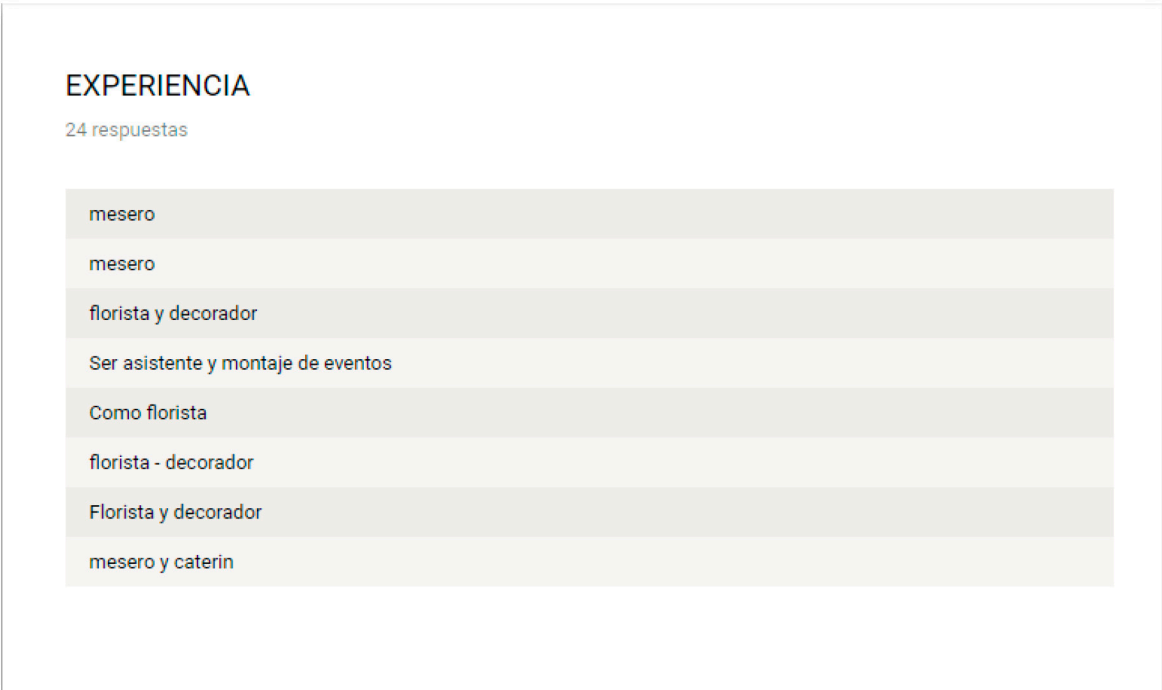 EXPERIENCIA
24 respuestas
mesero
mesero
florista y decorador
Ser asistente y montaje de eventos
Como florista
florista - decorador
Florista y decorador
mesero y caterin